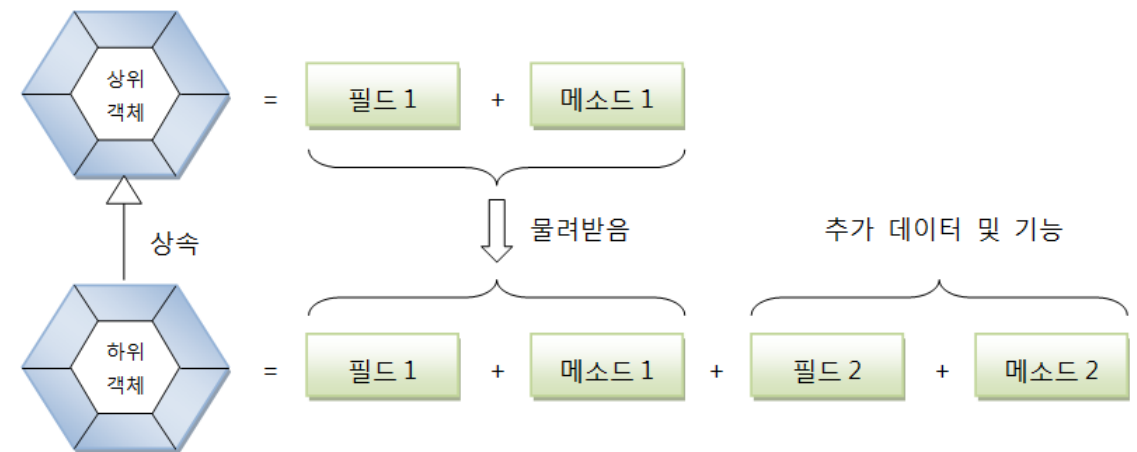 상위
객체
= 필드 1 + 메소드 1
물려받음
추가 데이터 및 기능
상속
하위
객체
= 필드 1 + 메소드 1 + 필드 2 + 메소드 2